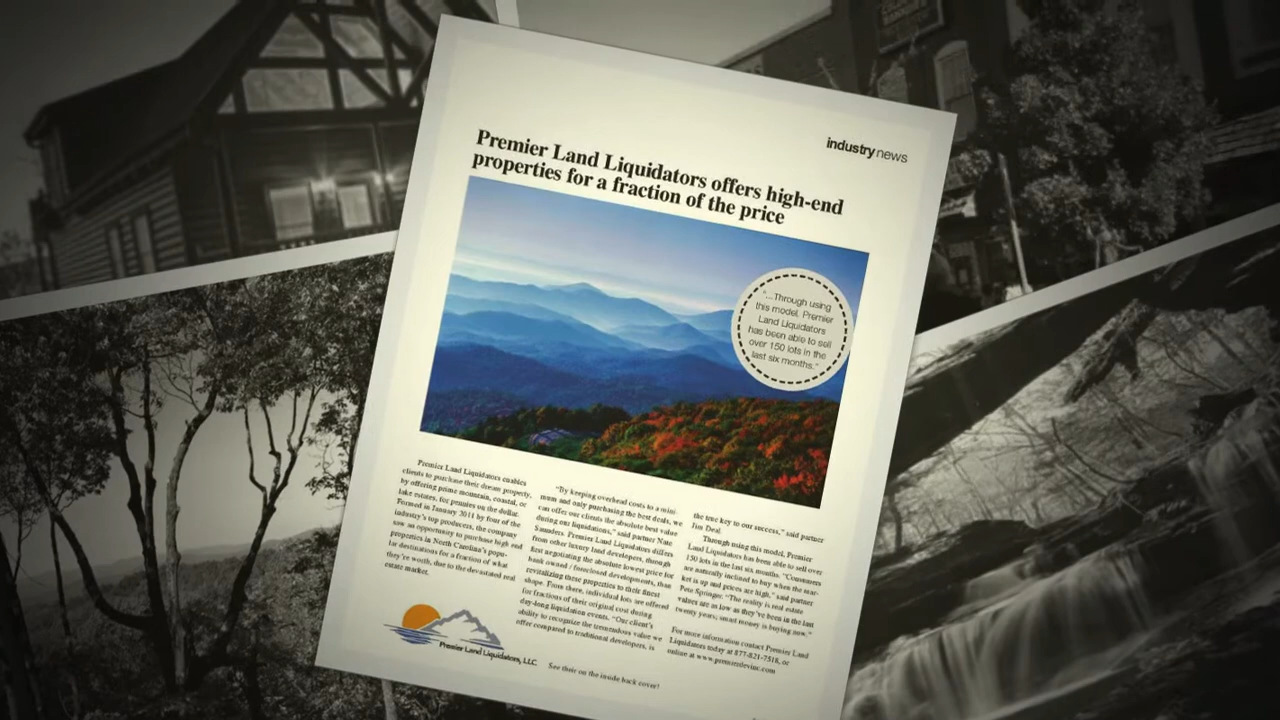 industry news
Premier Land Liquidators offers high-end
properties for a fraction of the price
"...Through using
this model, Premier
Land Liquidators
has been able to sell
over 150 lots in the
last six months."
Premier Land Liquidators enables
clients to purchase their dream property,
by offering prime mountain, coastal, or
lake estates, for pennies on the dollar.
Formed in January 2011 by four of the
industry's top producers, the company
saw an opportunity to purchase high end
properties in North Carolina's popu-
lar destinations for a fraction of what
they're worth, due to the devastated real
estate market.
"By keeping overhead costs to a mini-
mum and only purchasing the best deals, we
can offer our clients the absolute best value
during our liquidations," said partner Nate
Saunders. Premier Land Liquidators differs
from other luxury land developers, through
first negotiating the absolute lowest price for
bank owned / foreclosed developments, than
revitalizing these properties to their finest
shape. From there, individual lots are offered
for fractions of their original cost during
day-long liquidation events. "Our client's
ability to recognize the tremendous value we
offer compared to traditional developers, is
the true key to our success," said partner
Tim Deal.
Through using this model, Premier
Land Liquidators has been able to sell over
150 lots in the last six months. "Consumers
are naturally inclined to buy when the mar-
ket is up and prices are high," said partner
Pete Springer. "The reality is real estate
values are as low as they've been in the last
twenty years; smart money is buying now."
For more information contact Premier Land
Liquidators today at 877-821-7518, or
online at www.premierdevinc.com
Premier Land Liquidators, LLC
See their on the inside back cover!